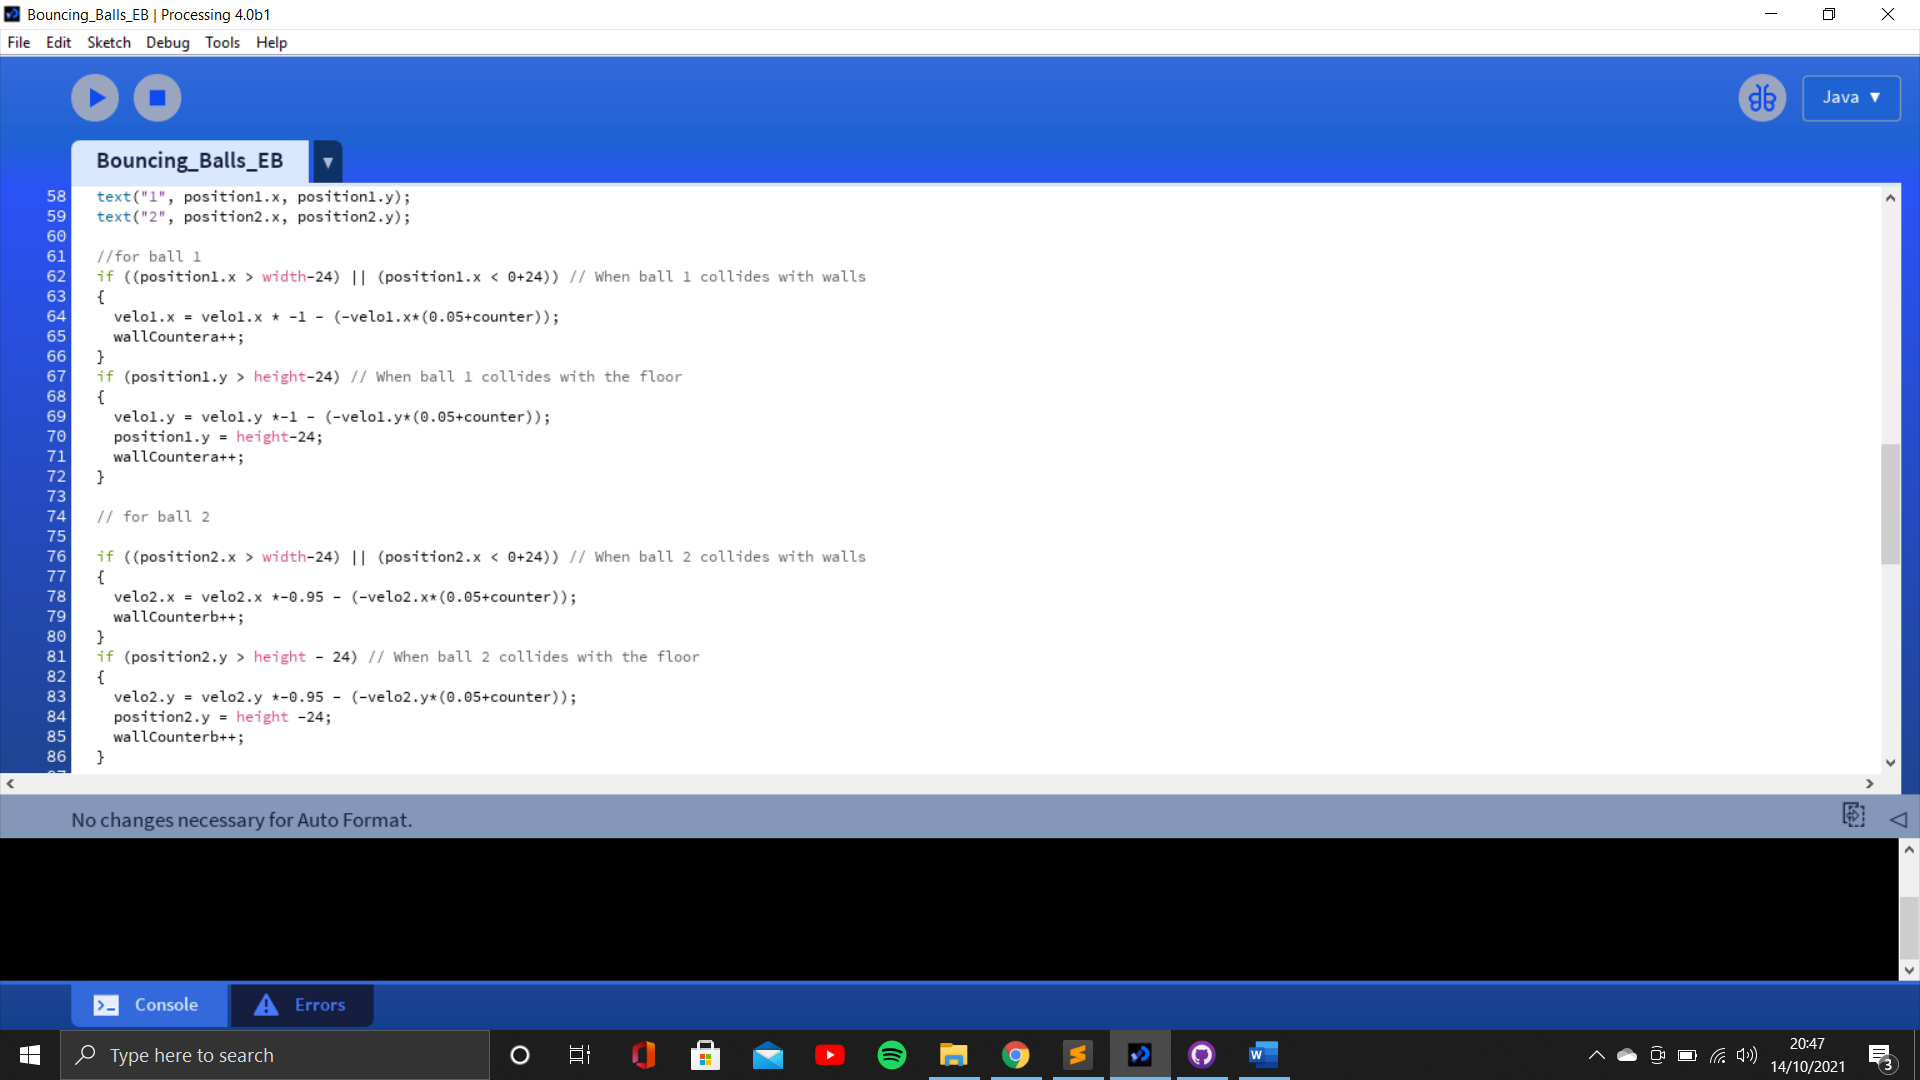 Bouncing_Balls_EB | Processing 4.0b1
File Edit Sketch Debug Tools Help
Java ▼
Bouncing_Balls_EB ▼
58 text("1", position1.x, position1.y);
59 text("2", position2.x, position2.y);
60
61 //for ball 1
62 if ((position1.x > width-24) || (position1.x < 0+24)) // When ball 1 collides with walls
63 {
64 velo1.x = velo1.x * -1 - (-velo1.x*(0.05+counter));
65 wallCountera++;
66 }
67 if (position1.y > height-24) // When ball 1 collides with the floor
68 {
69 velo1.y = velo1.y *-1 - (-velo1.y*(0.05+counter));
70 position1.y = height-24;
71 wallCountera++;
72 }
73
74 // for ball 2
75
76 if ((position2.x > width-24) || (position2.x < 0+24)) // When ball 2 collides with walls
77 {
78 velo2.x = velo2.x *-0.95 - (-velo2.x*(0.05+counter));
79 wallCounterb++;
80 }
81 if (position2.y > height - 24) // When ball 2 collides with the floor
82 {
83 velo2.y = velo2.y *-0.95 - (-velo2.y*(0.05+counter));
84 position2.y = height -24;
85 wallCounterb++;
86 }
No changes necessary for Auto Format.
Console Errors
Type here to search
20:47
14/10/2021
3